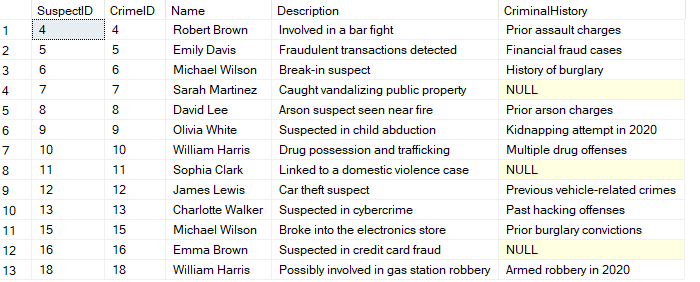 SuspectID CrimeID Name Description CriminalHistory
1 4 4 Robert Brown Involved in a bar fight Prior assault charges
2 5 5 Emily Davis Fraudulent transactions detected Financial fraud cases
3 6 6 Michael Wilson Break-in suspect History of burglary
4 7 7 Sarah Martinez Caught vandalizing public property NULL
5 8 8 David Lee Arson suspect seen near fire Prior arson charges
6 9 9 Olivia White Suspected in child abduction Kidnapping attempt in 2020
7 10 10 William Harris Drug possession and trafficking Multiple drug offenses
8 11 11 Sophia Clark Linked to a domestic violence case NULL
9 12 12 James Lewis Car theft suspect Previous vehicle-related crimes
10 13 13 Charlotte Walker Suspected in cybercrime Past hacking offenses
11 15 15 Michael Wilson Broke into the electronics store Prior burglary convictions
12 16 16 Emma Brown Suspected in credit card fraud NULL
13 18 18 William Harris Possibly involved in gas station robbery Armed robbery in 2020